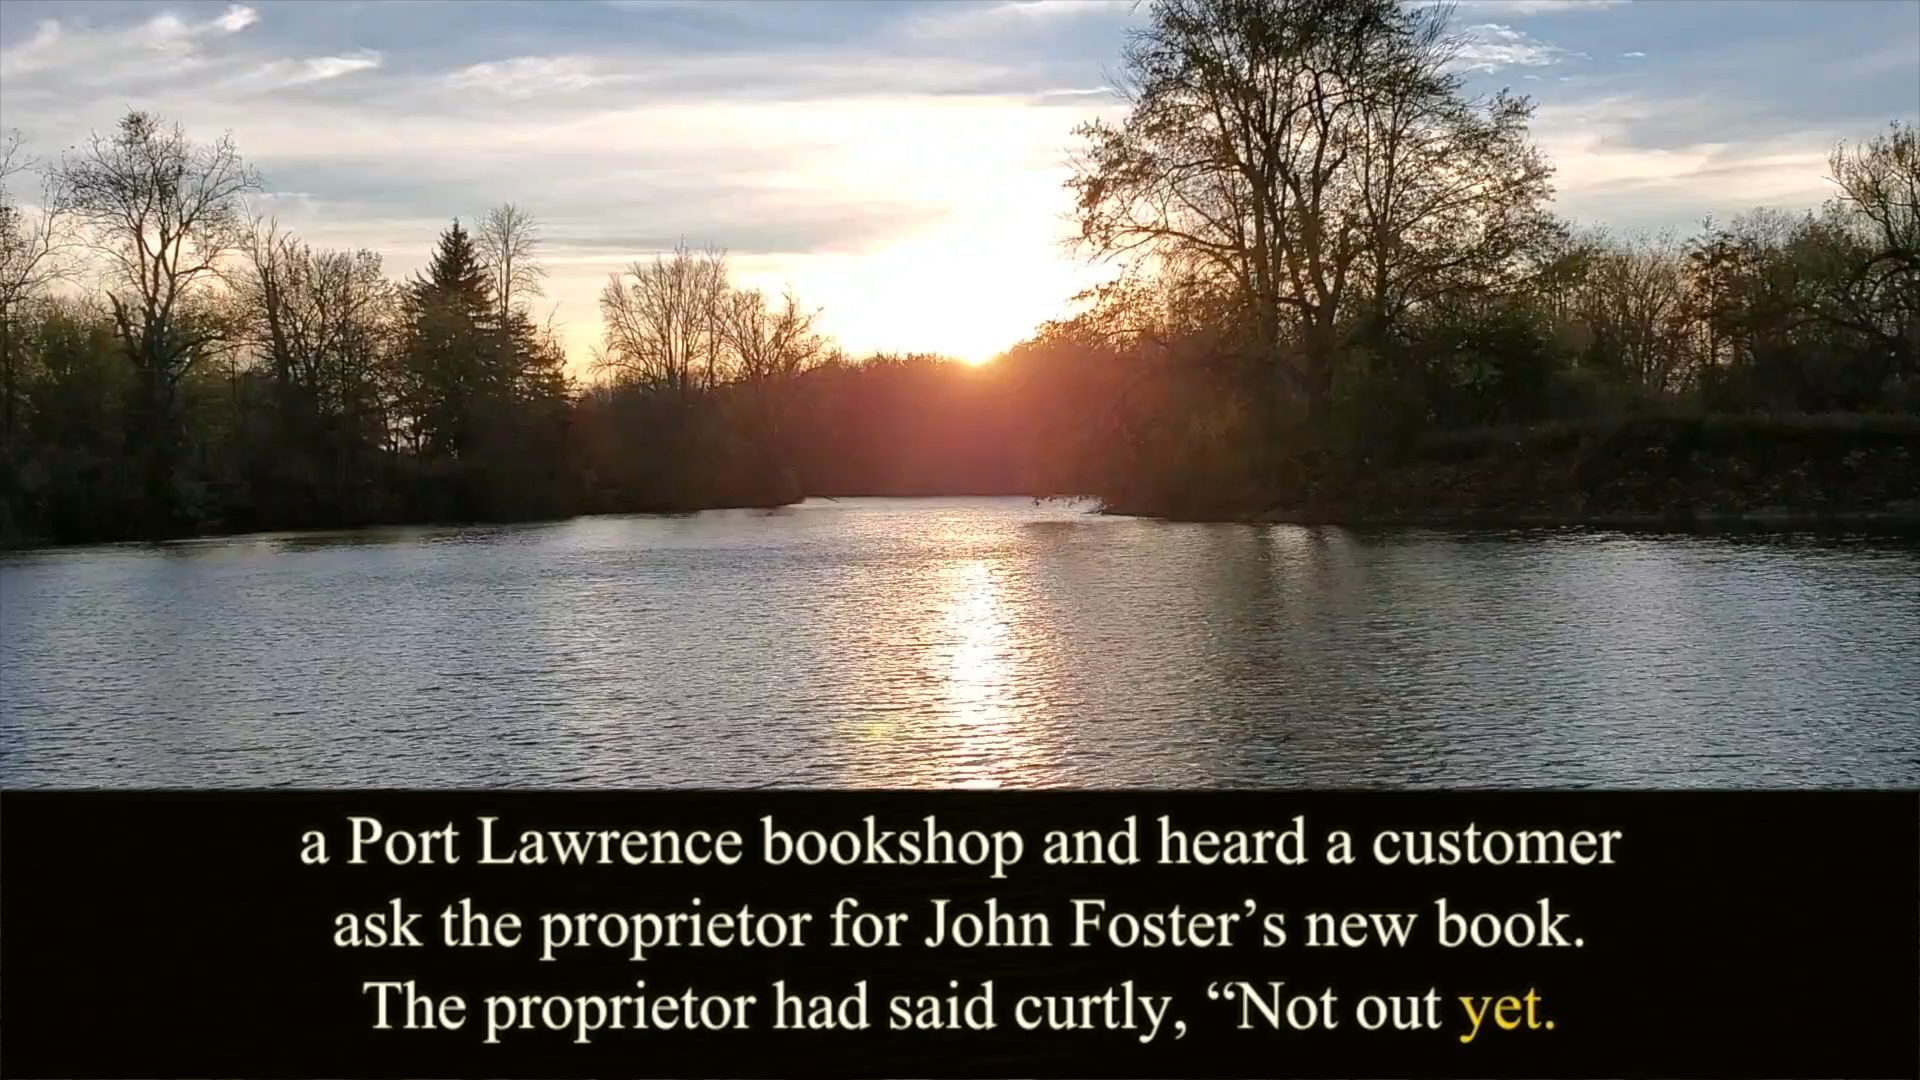 a Port Lawrence bookshop and heard a customer
ask the proprietor for John Foster’s new book.
The proprietor had said curtly, “Not out yet.